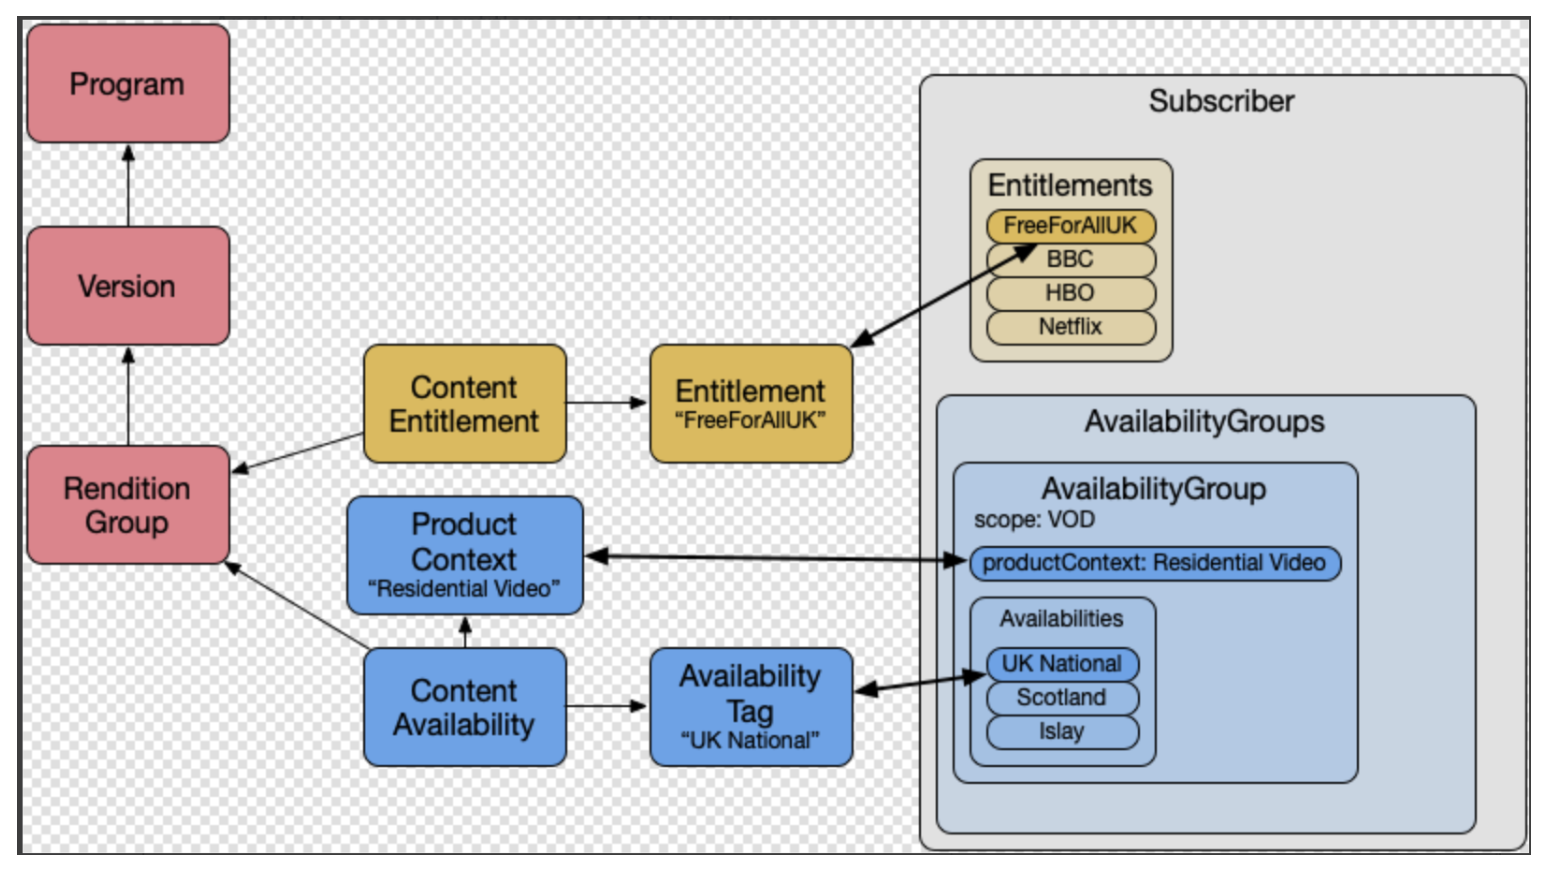 Program
Version
Rendition
Group
Content
Entitlement
Entitlement
“FreeForAllUK”
Product
Context
“Residential Video”
Content
Availability
Availability
Tag
“UK National”
Subscriber
Entitlements
FreeForAllUK
BBC
HBO
Netflix
AvailabilityGroups
AvailabilityGroup
scope: VOD
productContext: Residential Video
Availabilities
UK National
Scotland
Islay